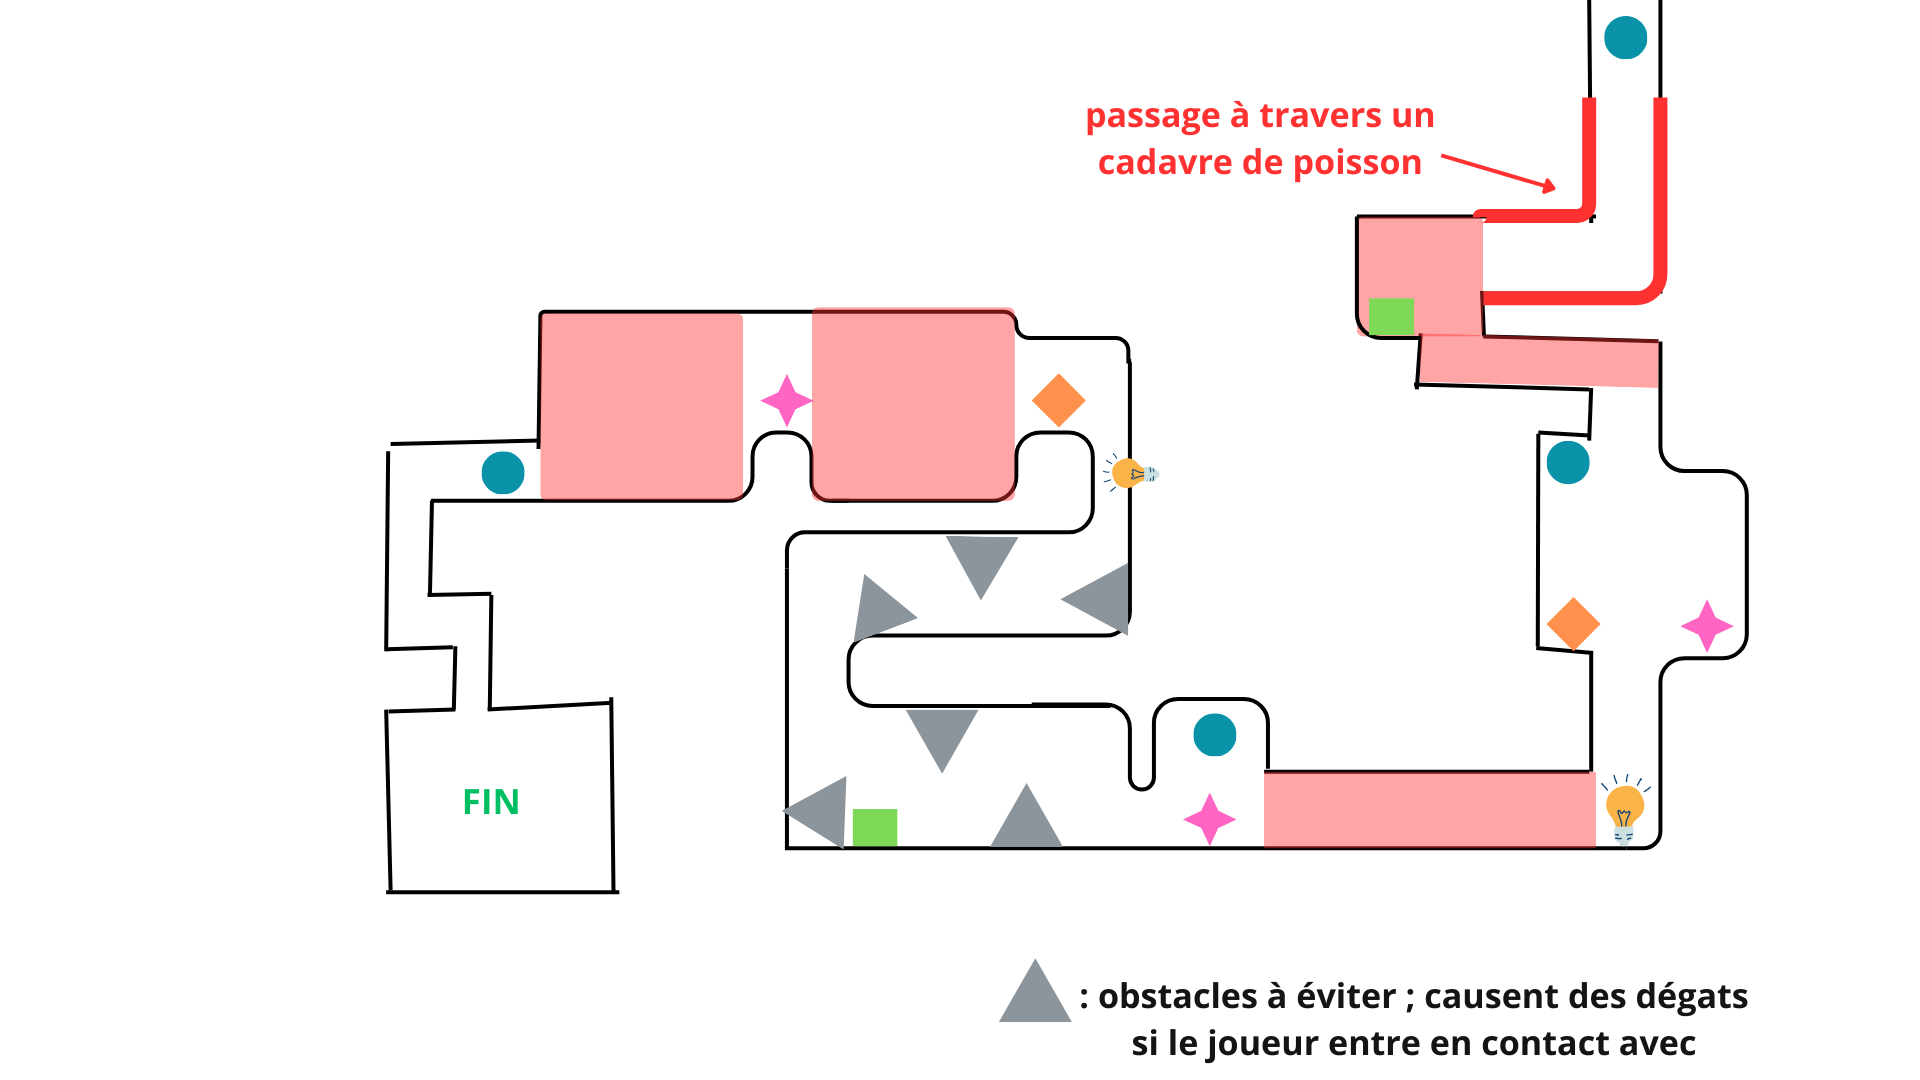 passage à travers un
cadavre de poisson
FIN
: obstacles à éviter ; causent des dégats
si le joueur entre en contact avec